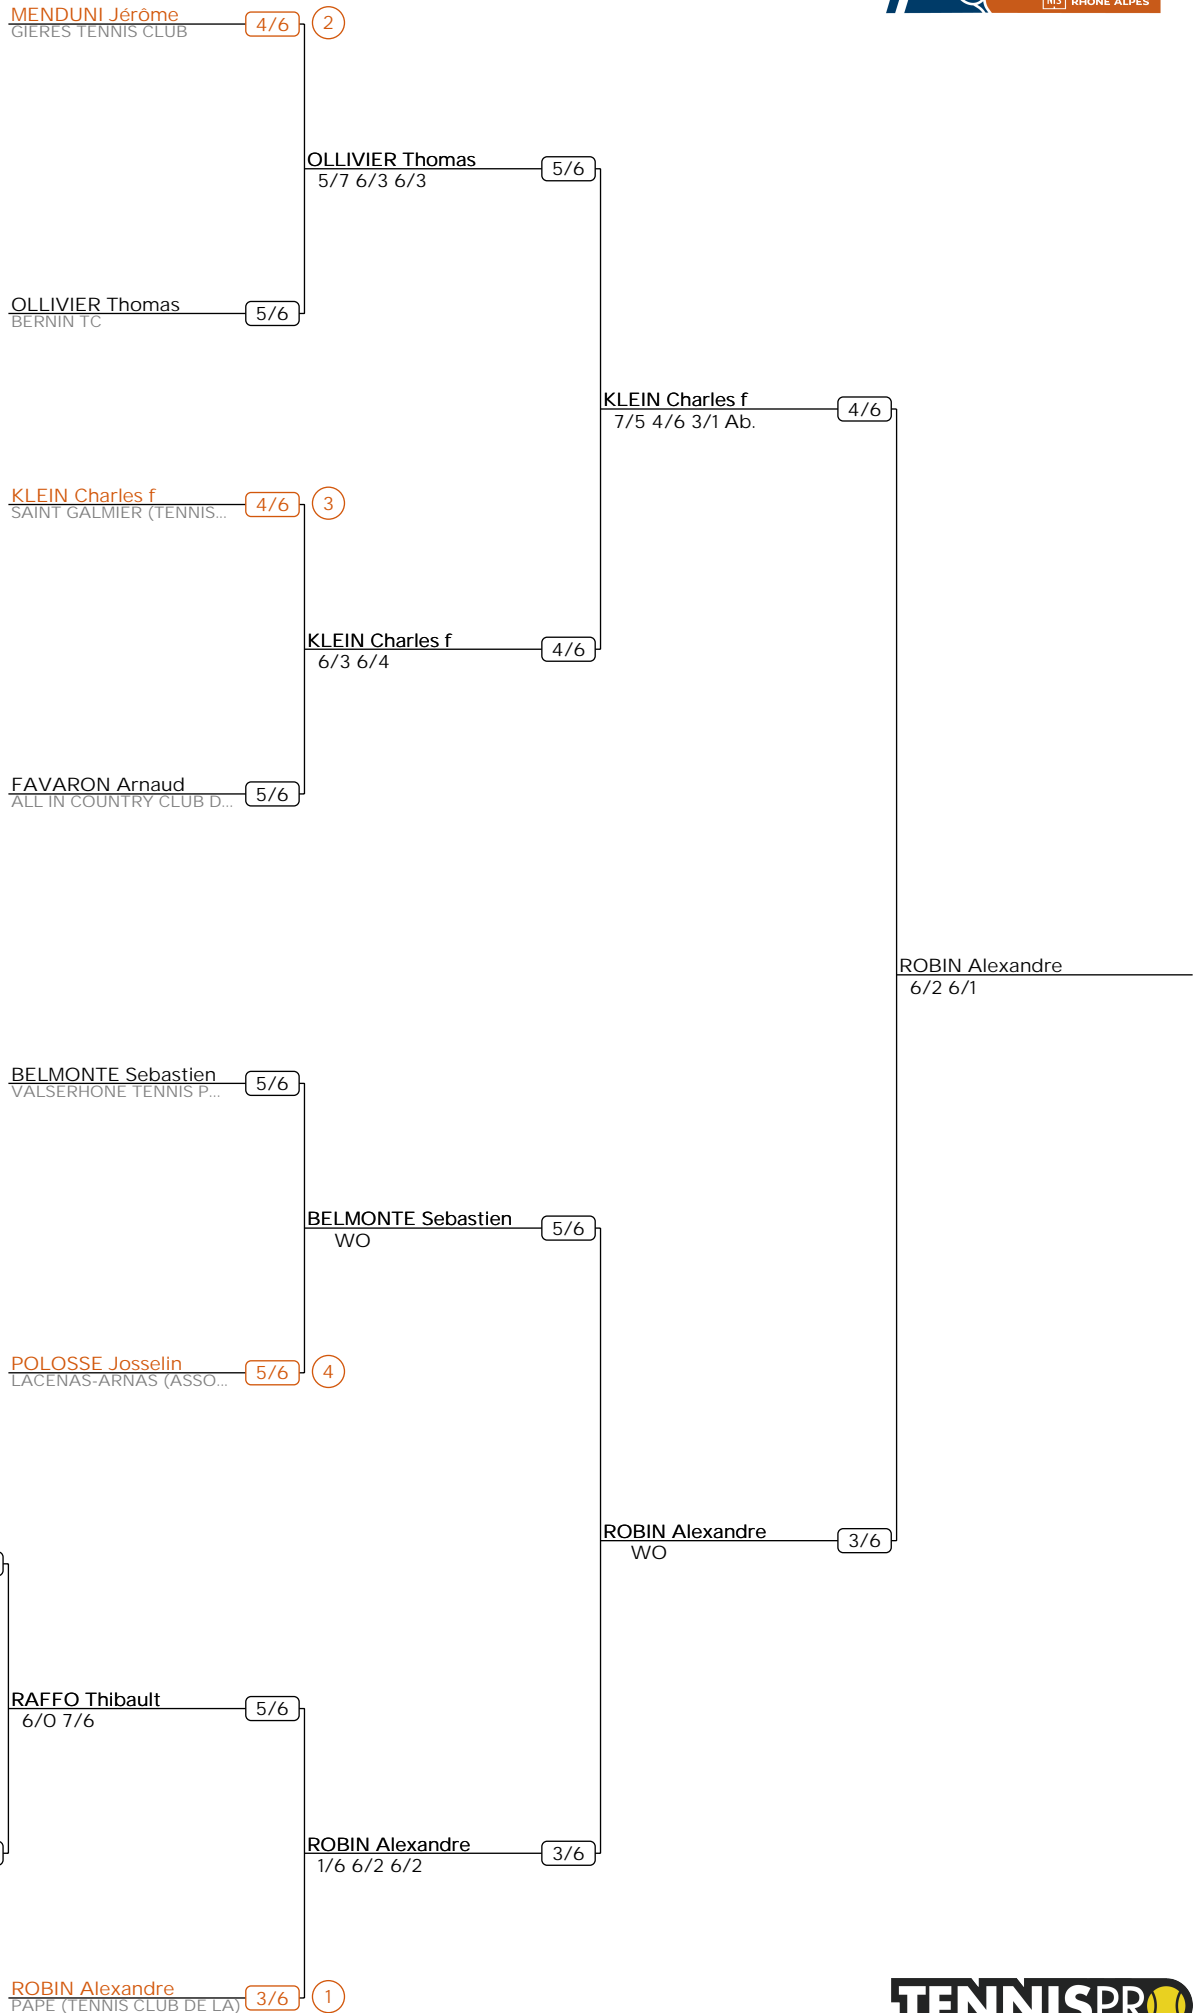 MENDUNI Jérôme
GIERES TENNIS CLUB
4/6
2
RHÔNE ALPES
OLLIVIER Thomas
5/7 6/3 6/3
5/6
OLLIVIER Thomas
BERNIN TC
5/6
KLEIN Charles f
7/5 4/6 3/1 Ab.
4/6
KLEIN Charles f
SAINT GALMIER (TENNIS...
4/6
3
KLEIN Charles f
6/3 6/4
4/6
FAVARON Arnaud
ALL IN COUNTRY CLUB D...
5/6
ROBIN Alexandre
6/2 6/1
BELMONTE Sebastien
VALSERHONE TENNIS P...
5/6
BELMONTE Sebastien
WO
5/6
POLOSSE Josselin
LACENAS-ARNAS (ASSO...
5/6
4
ROBIN Alexandre
WO
3/6
RAFFO Thibault
6/0 7/6
5/6
ROBIN Alexandre
1/6 6/2 6/2
3/6
ROBIN Alexandre
PAPE (TENNIS CLUB DE LA)
3/6
1
TENNISPRO